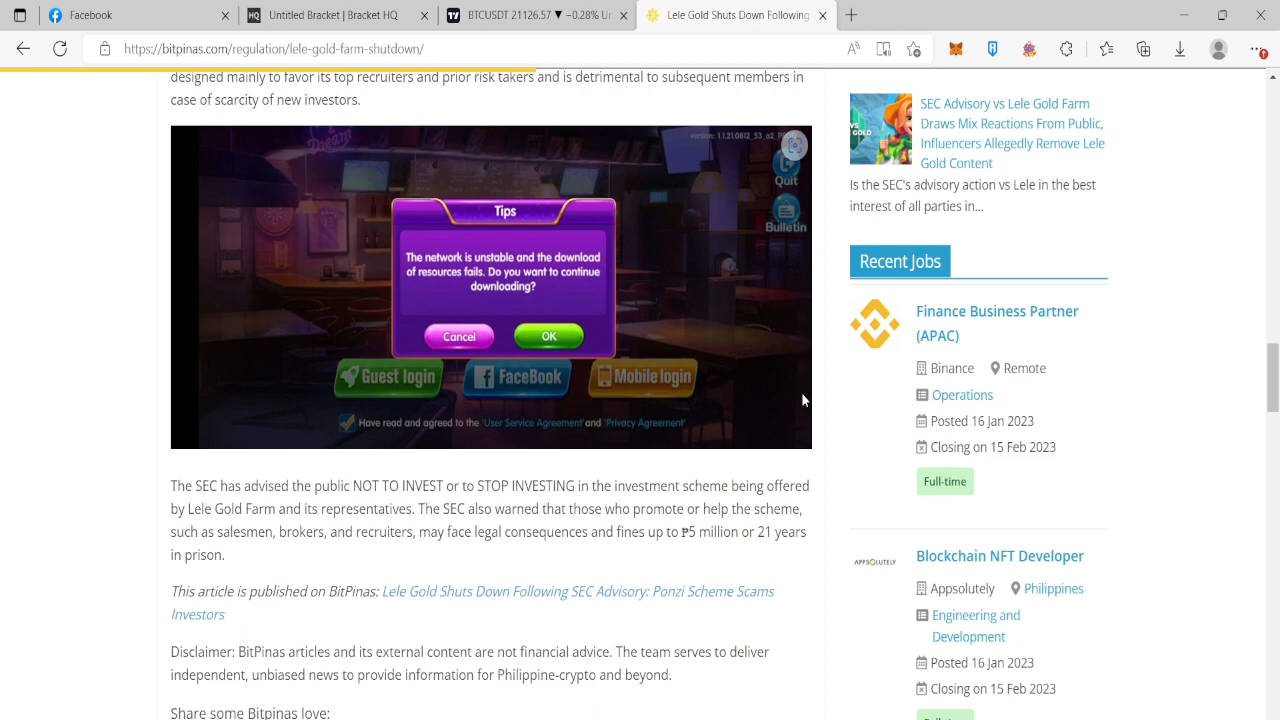 Facebook
Untitled Bracket | Bracket HQ
BTCUSDT 21126.57 ▼ −0.28% Un
Lele Gold Shuts Down Following
https://bitpinas.com/regulation/lele-gold-farm-shutdown/
designed mainly to favor its top recruiters and prior risk takers and is detrimental to subsequent members in
case of scarcity of new investors.
Quit
Bulletin
Tips
The network is unstable and the download
of resources fails. Do you want to continue
downloading?
Cancel
OK
Guest login
FaceBook
Mobile login
Have read and agreed to the 'User Service Agreement'and 'Privacy Agreement'
The SEC has advised the public NOT TO INVEST or to STOP INVESTING in the investment scheme being offered
by Lele Gold Farm and its representatives. The SEC also warned that those who promote or help the scheme,
such as salesmen, brokers, and recruiters, may face legal consequences and fines up to ₱5 million or 21 years
in prison.
This article is published on BitPinas: Lele Gold Shuts Down Following SEC Advisory: Ponzi Scheme Scams
Investors
Disclaimer: BitPinas articles and its external content are not financial advice. The team serves to deliver
independent, unbiased news to provide information for Philippine-crypto and beyond.
Share some Bitpinas love:
SEC Advisory vs Lele Gold Farm
Draws Mix Reactions From Public,
Influencers Allegedly Remove Lele
Gold Content
Is the SEC's advisory action vs Lele in the best
interest of all parties in...
Recent Jobs
Finance Business Partner
(APAC)
Binance Remote
Operations
Posted 16 Jan 2023
Closing on 15 Feb 2023
Full-time
APPSOLUTELY
Blockchain NFT Developer
Appsolutely Philippines
Engineering and
Development
Posted 16 Jan 2023
Closing on 15 Feb 2023